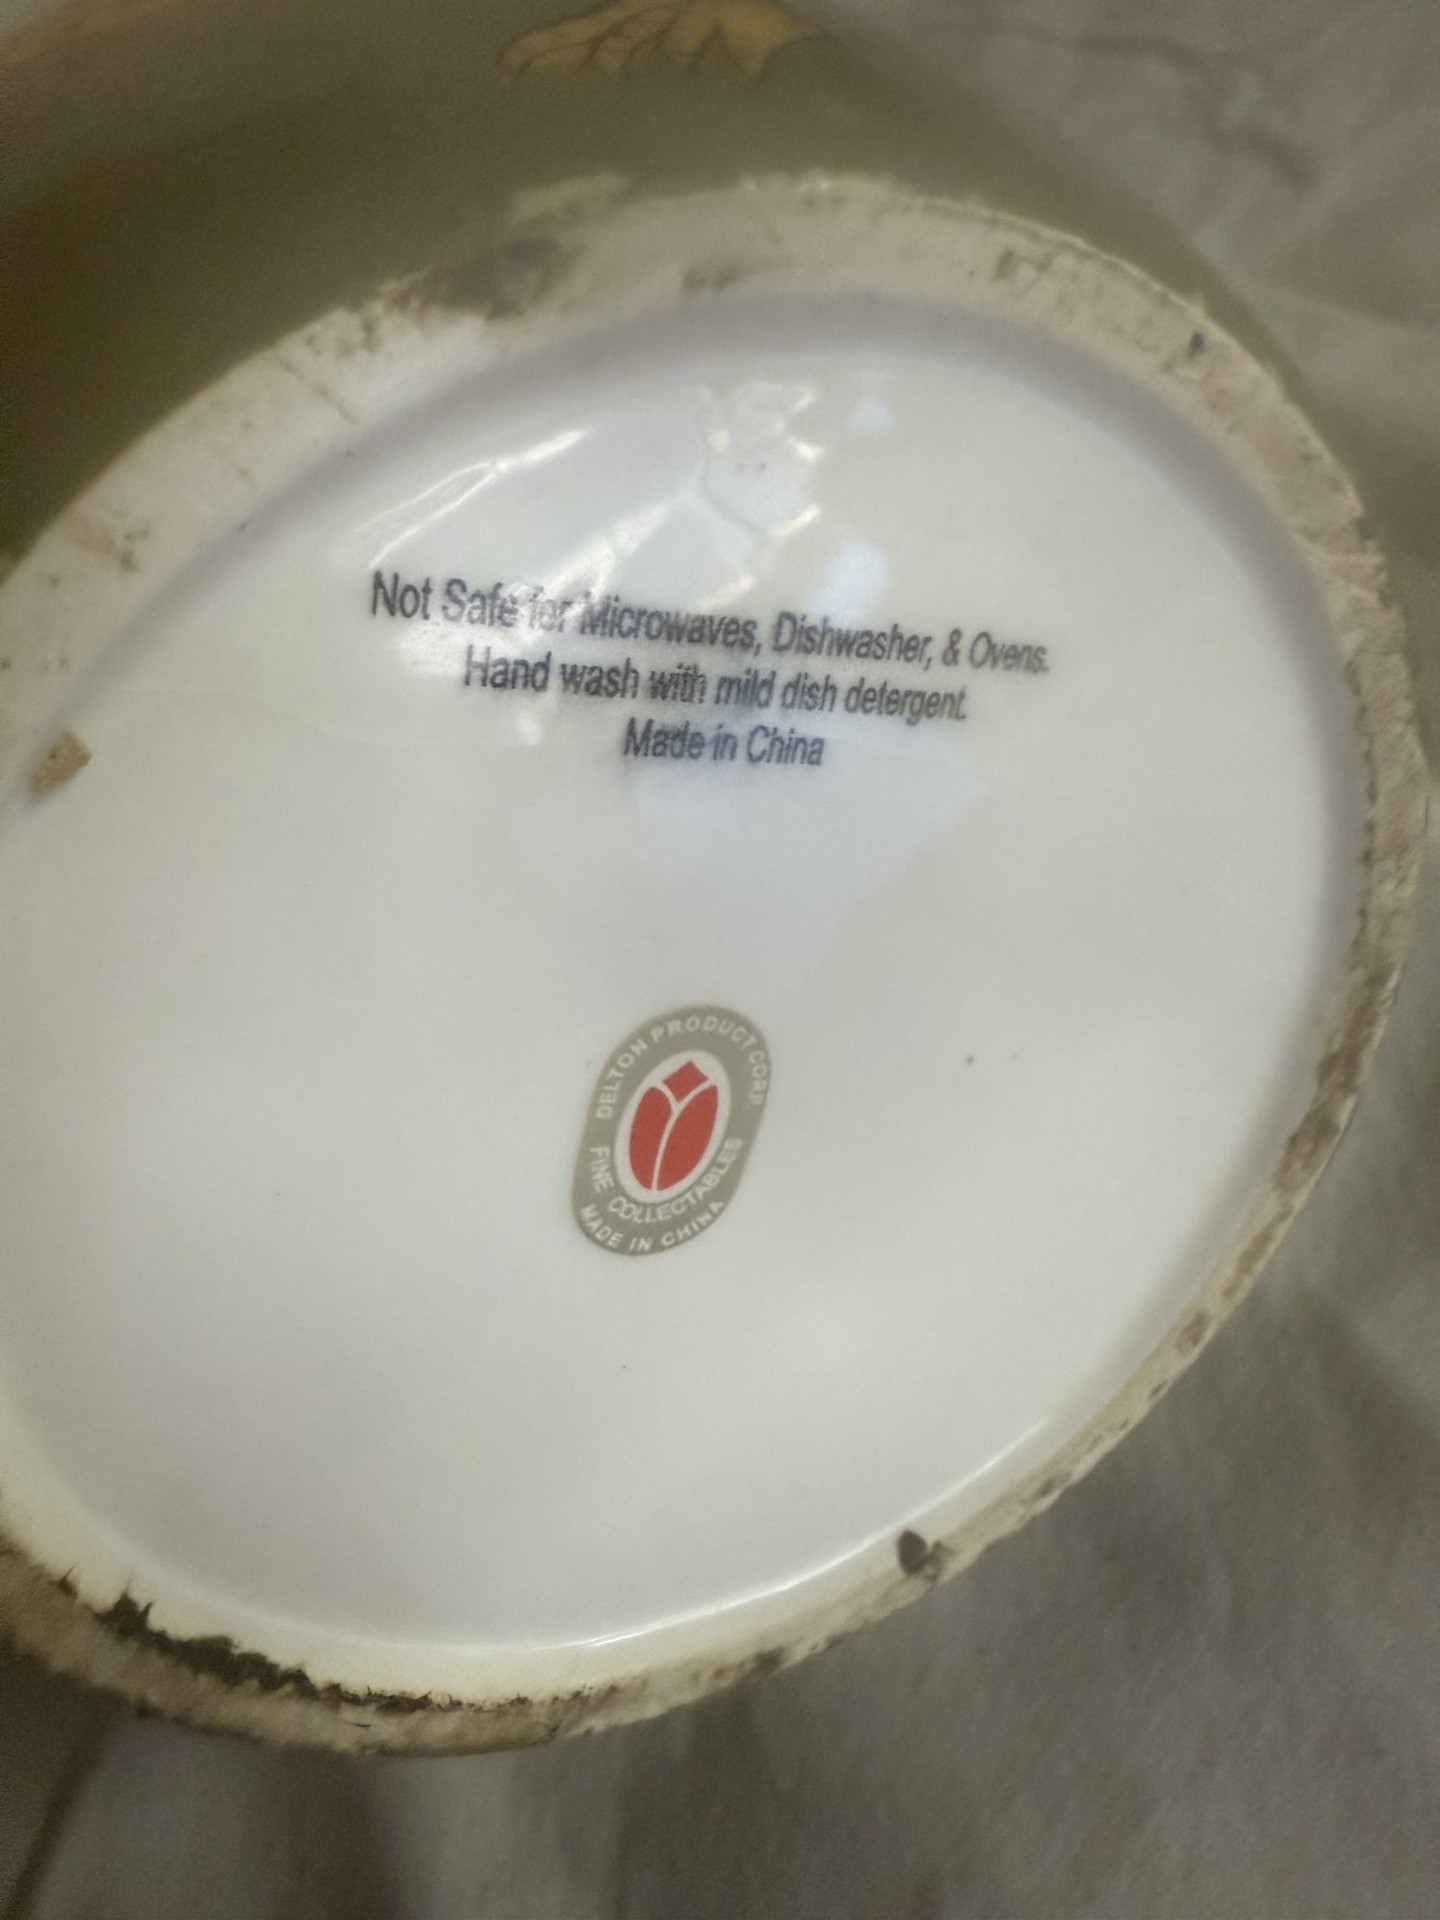 Not Safe for Microwaves, Dishwasher, & Ovens.
Hand wash with mild dish detergent.
Made in China
DELTON PRODUCT CORP.
FINE COLLECTABLES
MADE IN CHINA